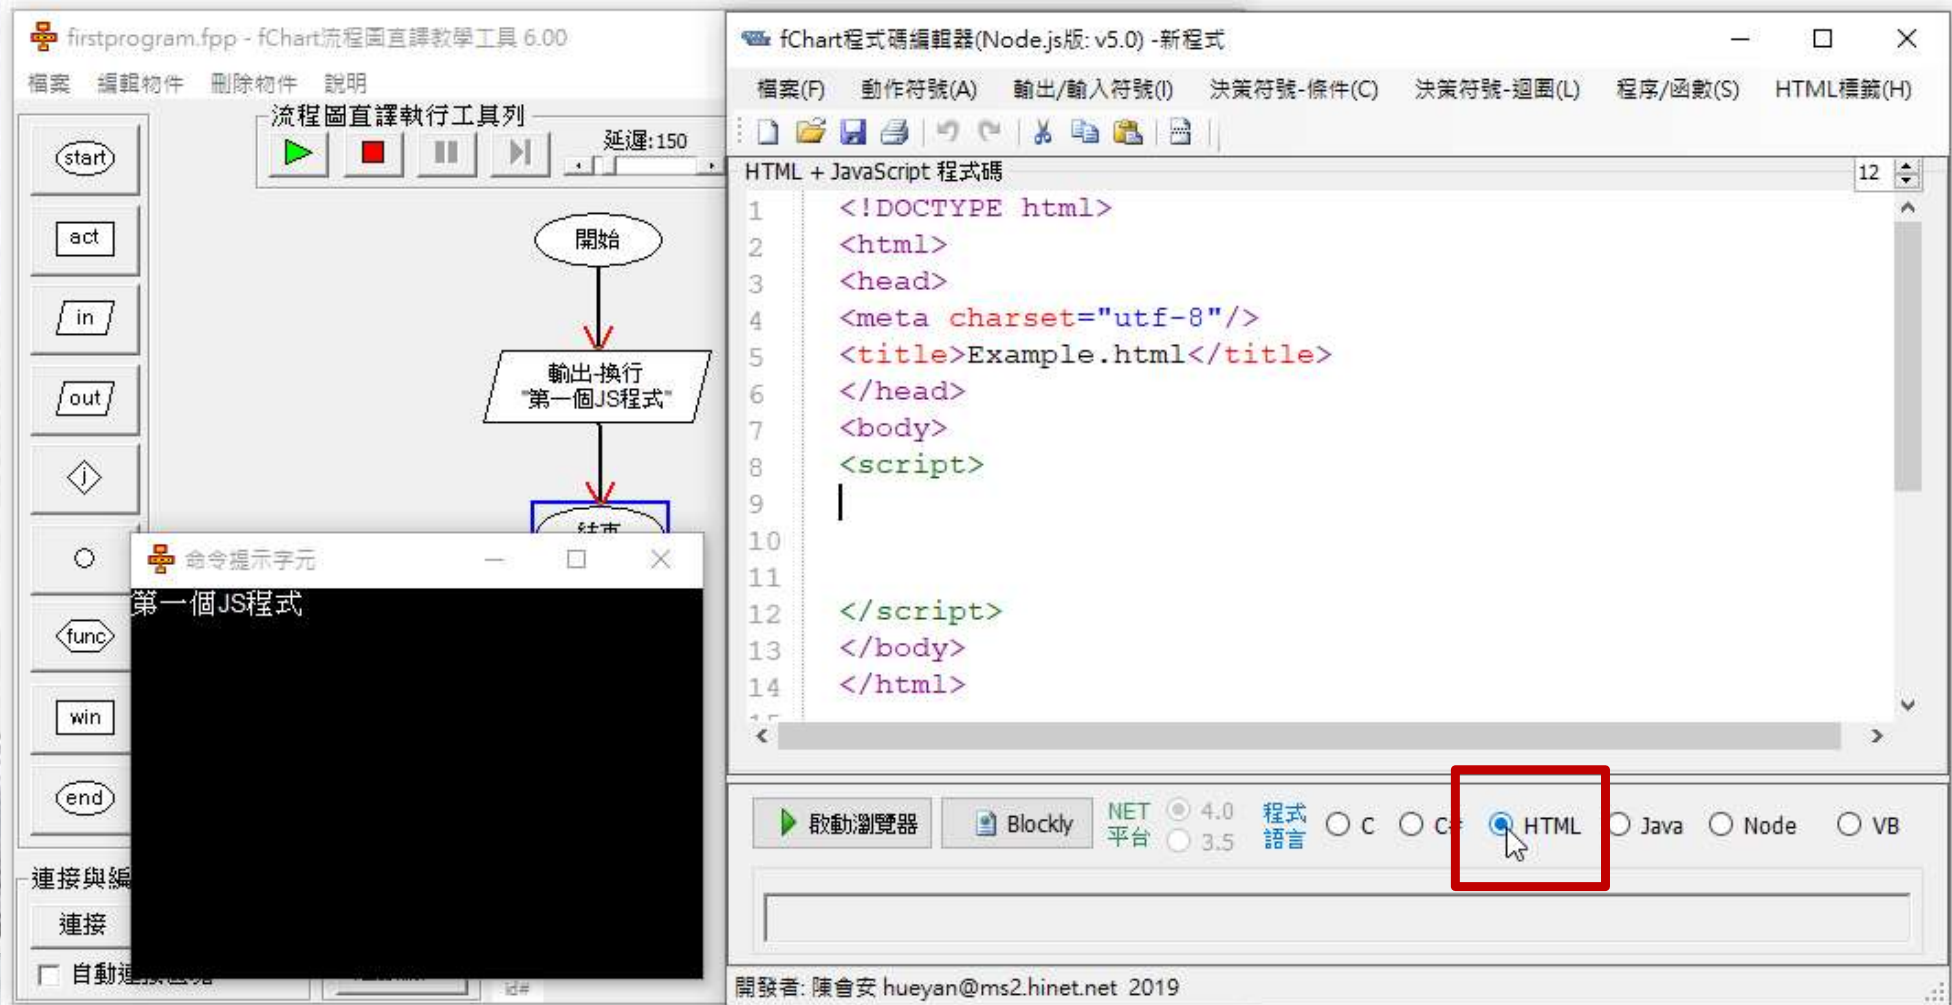 firstprogram.fpp - fChart流程圖直譯教學工具 6.00
檔案 編輯物件 刪除物件 說明
流程圖直譯執行工具列
延遲:150
start
act
in
out
i
func
win
end
開始
輸出-換行
"第一個JS程式"
結束
連接與編
連接
自動連
命令提示字元
第一個JS程式
fChart程式碼編輯器(Node.js版: v5.0) -新程式
檔案(F) 動作符號(A) 輸出/輸入符號(I) 決策符號-條件(C) 決策符號-迴圈(L) 程序/函數(S) HTML標籤(H)
HTML + JavaScript 程式碼
12
1 <!DOCTYPE html>
2 <html>
3 <head>
4 <meta charset="utf-8"/>
5 <title>Example.html</title>
6 </head>
7 <body>
8 <script>
9
10
11
12 </script>
13 </body>
14 </html>
啟動瀏覽器 Blockly
NET 平台
4.0
3.5
程式語言
C C# HTML Java Node VB
開發者: 陳會安 hueyan@ms2.hinet.net 2019